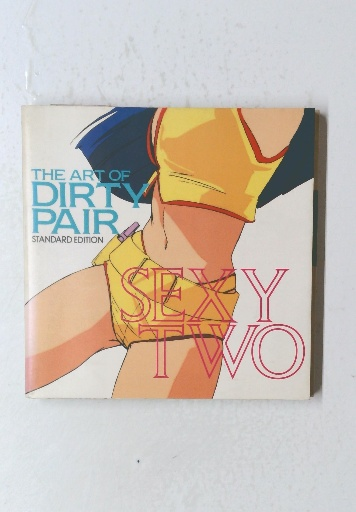 THE ART OF
DIRTY
PAIR
STANDARD EDITION
SEXY
TWO